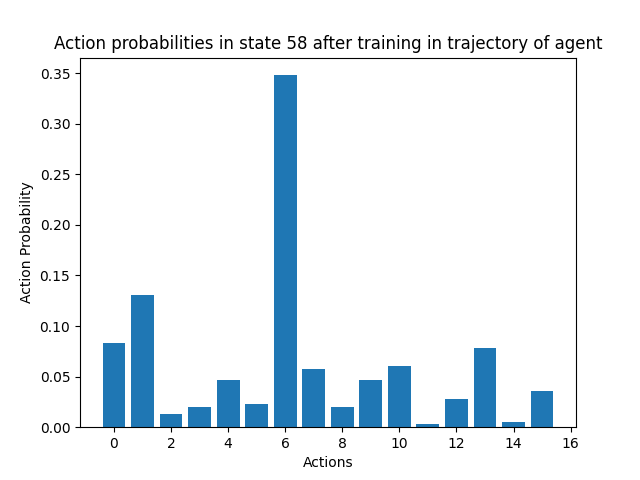 Action probabilities in state 58 after training in trajectory of agent
0.35
0.30
0.25
0.20
0.15
0.10
0.05
0.00
Action Probability
0 2 4 6 8 10 12 14 16
Actions